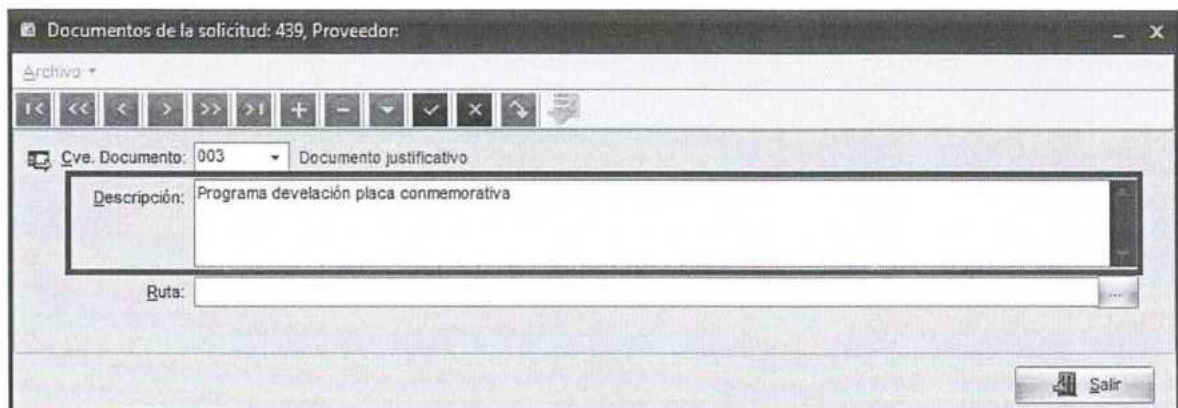 Documentos de la solicitud: 439, Proveedor:
Archivo
Cve. Documento: 003 Documento justificativo
Descripción: Programa develación placa conmemorativa
Ruta: ...
Salir